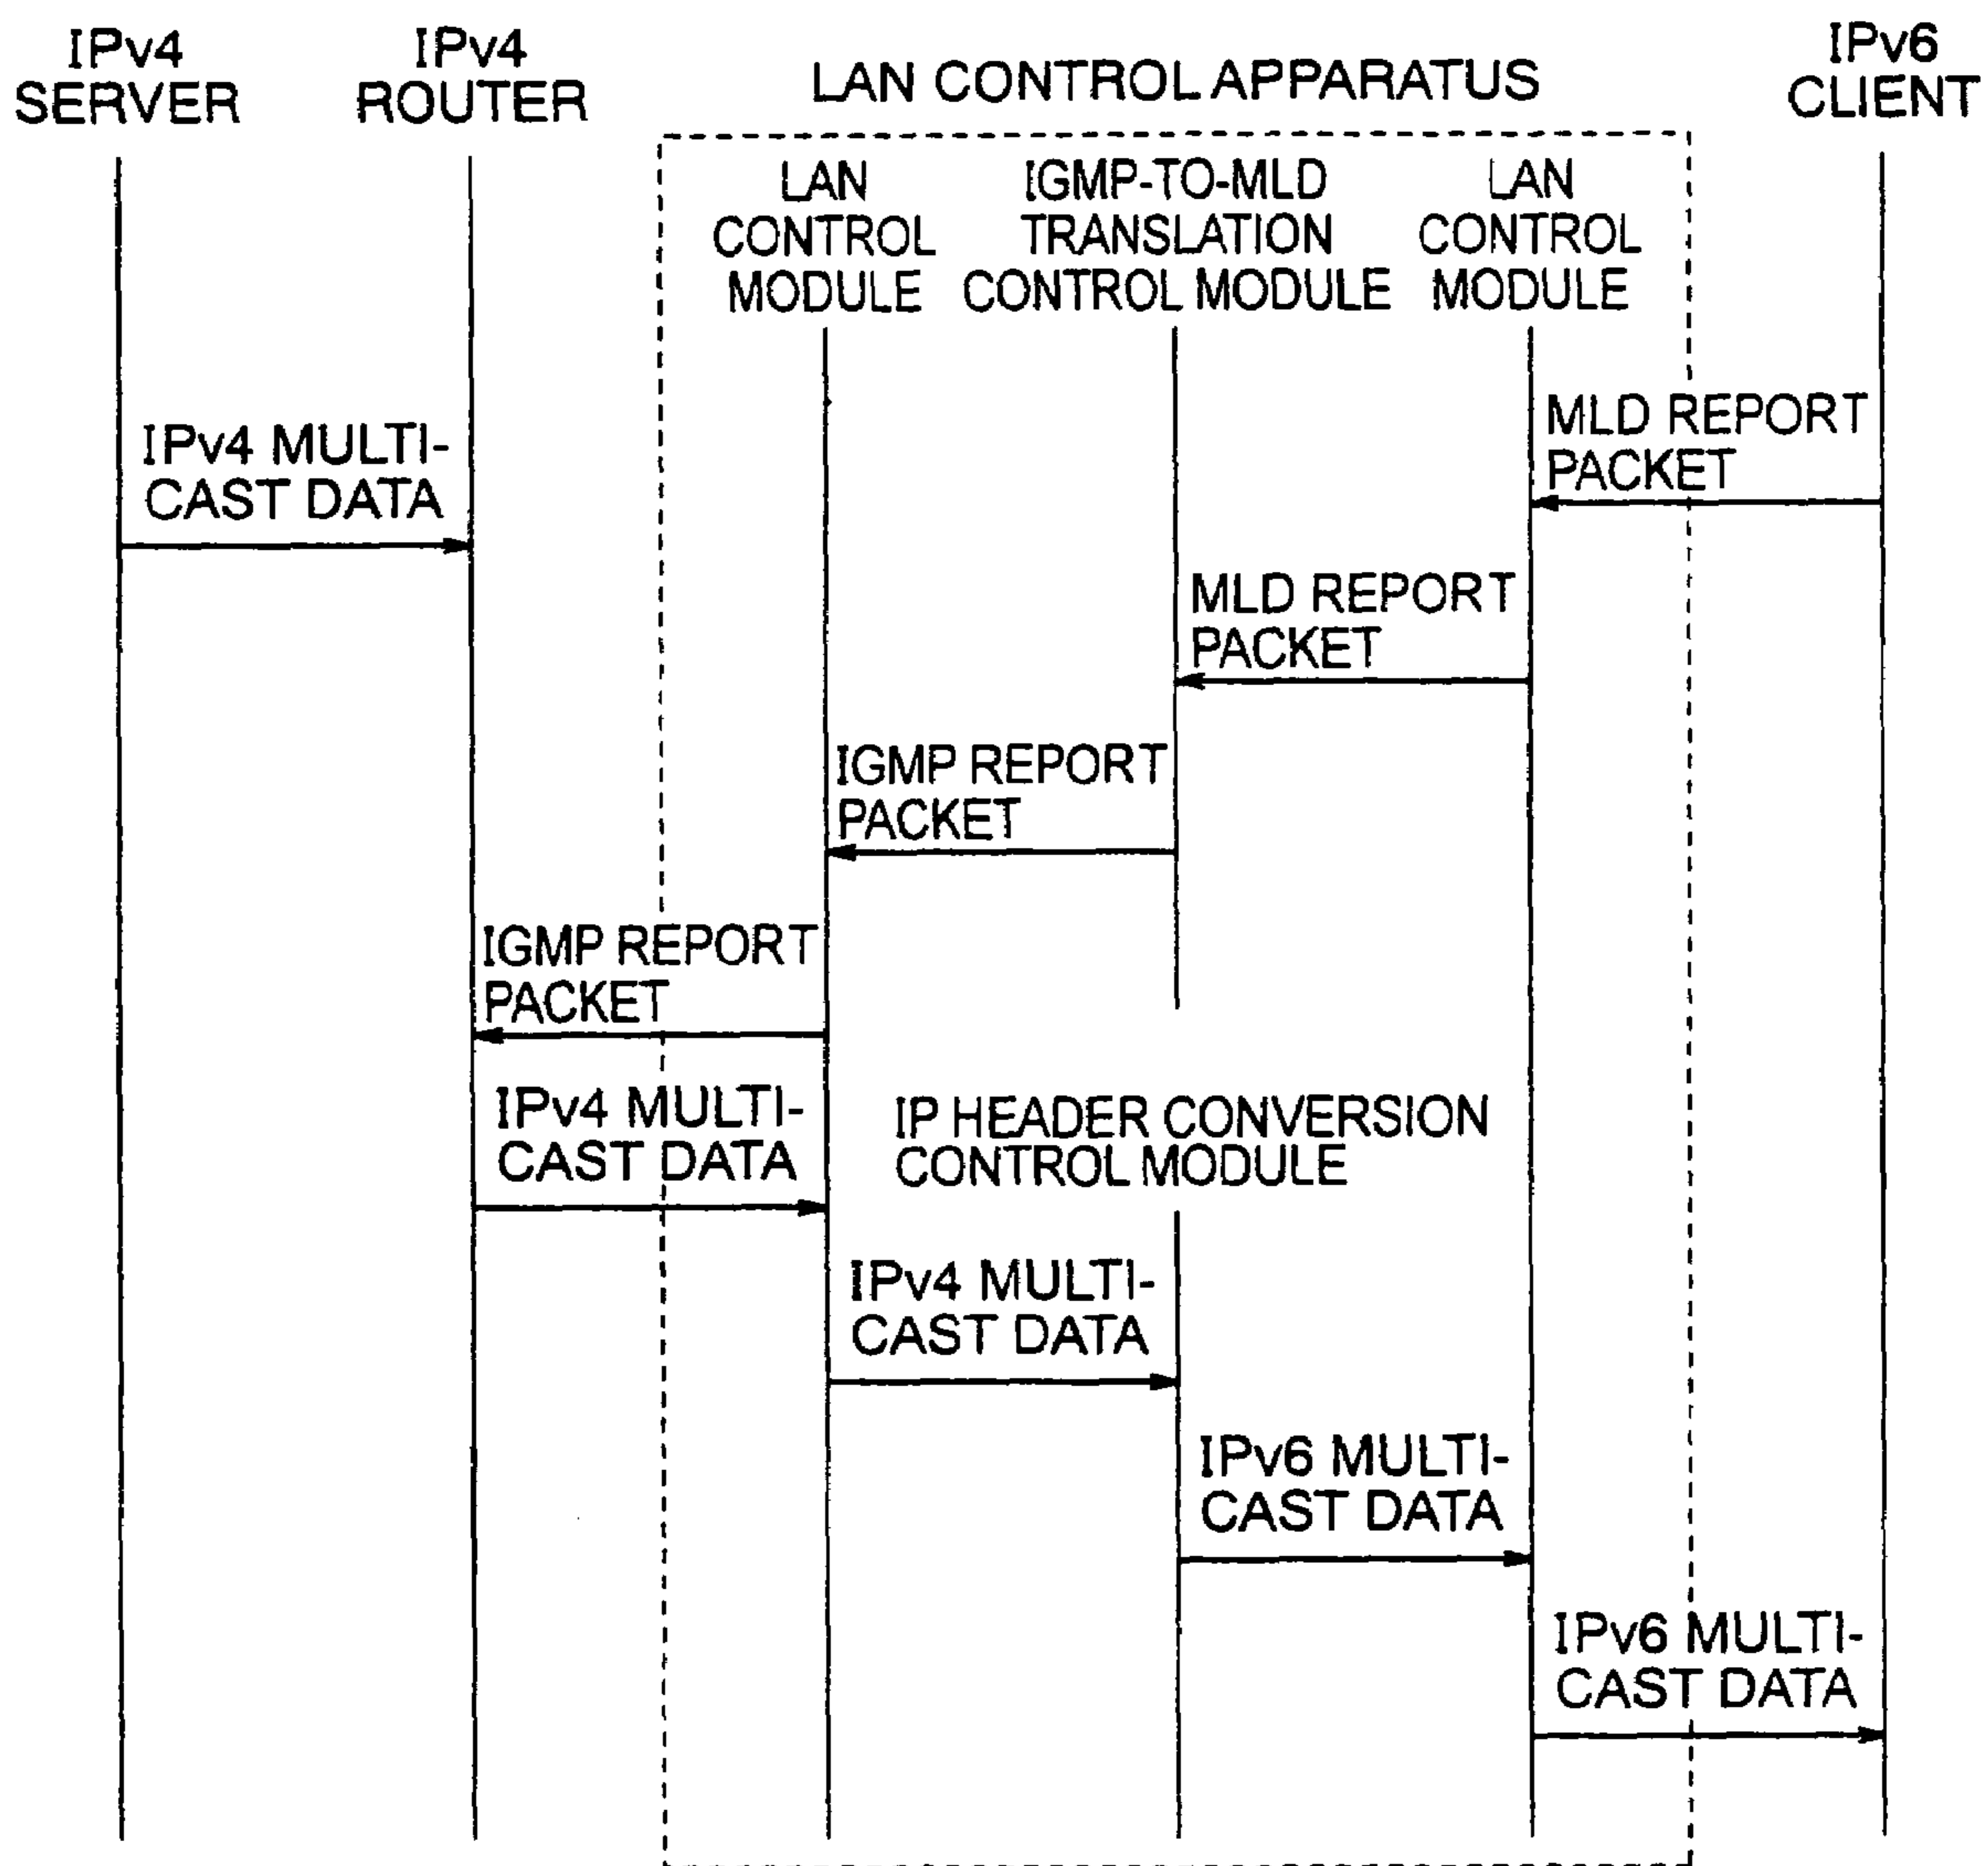 IPv4
SERVER
IPv4
ROUTER
LAN CONTROL APPARATUS
IPv6
CLIENT
LAN
CONTROL
MODULE
IGMP-TO-MLD
TRANSLATION
CONTROL MODULE
LAN
CONTROL
MODULE
MLD REPORT
PACKET
IPv4 MULTI-
CAST DATA
MLD REPORT
PACKET
IGMP REPORT
PACKET
IGMP REPORT
PACKET
IPv4 MULTI-
CAST DATA
IP HEADER CONVERSION
CONTROL MODULE
IPv4 MULTI-
CAST DATA
IPv6 MULTI-
CAST DATA
IPv6 MULTI-
CAST DATA